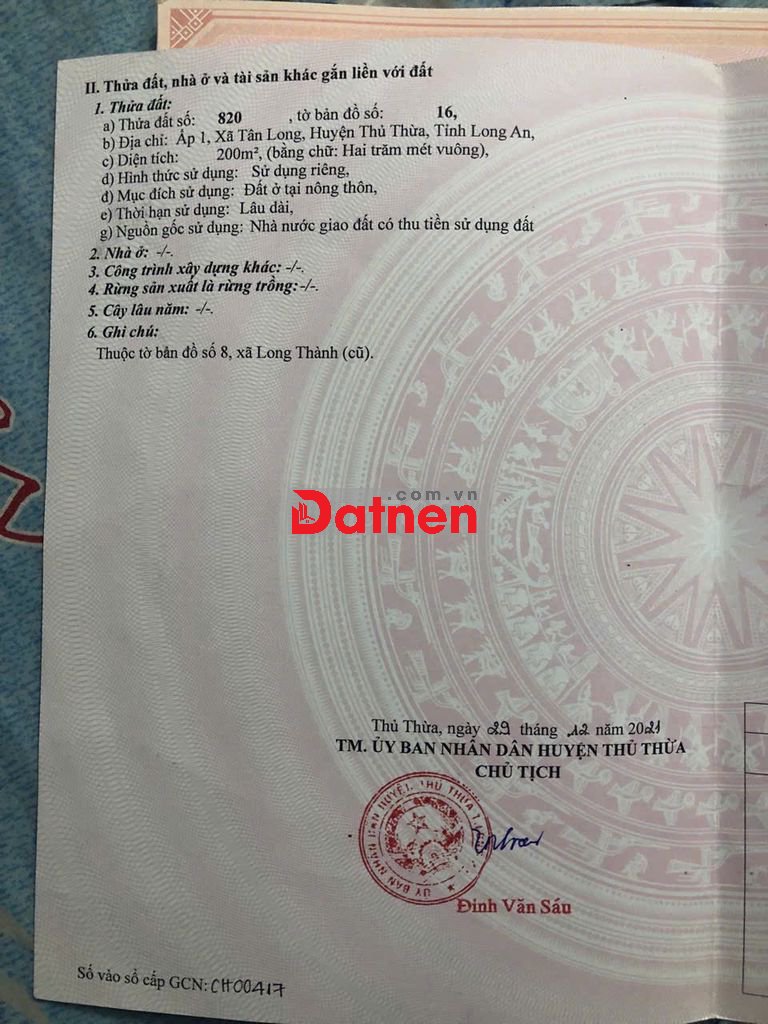 II. Thửa đất, nhà ở và tài sản khác gắn liền với đất
1. Thửa đất:
a) Thửa đất số: 820 , tờ bản đồ số: 16,
b) Địa chỉ: Ấp 1, Xã Tân Long, Huyện Thủ Thừa, Tỉnh Long An,
c) Diện tích: 200m², (bằng chữ: Hai trăm mét vuông),
d) Hình thức sử dụng: Sử dụng riêng,
đ) Mục đích sử dụng: Đất ở tại nông thôn,
e) Thời hạn sử dụng: Lâu dài,
g) Nguồn gốc sử dụng: Nhà nước giao đất có thu tiền sử dụng đất
2. Nhà ở: -/-.
3. Công trình xây dựng khác: -/-.
4. Rừng sản xuất là rừng trồng: -/-.
5. Cây lâu năm: -/-.
6. Ghi chú:
Thuộc tờ bản đồ số 8, xã Long Thành (cũ).
Datnen
.com.vn
Thủ Thừa, ngày 29 tháng 12 năm 2021
TM. ỦY BAN NHÂN DÂN HUYỆN THỦ THỪA
CHỦ TỊCH
ỦY BAN NHÂN DÂN HUYỆN THỦ THỪA
Đinh Văn Sáu
Số vào sổ cấp GCN: CH00417